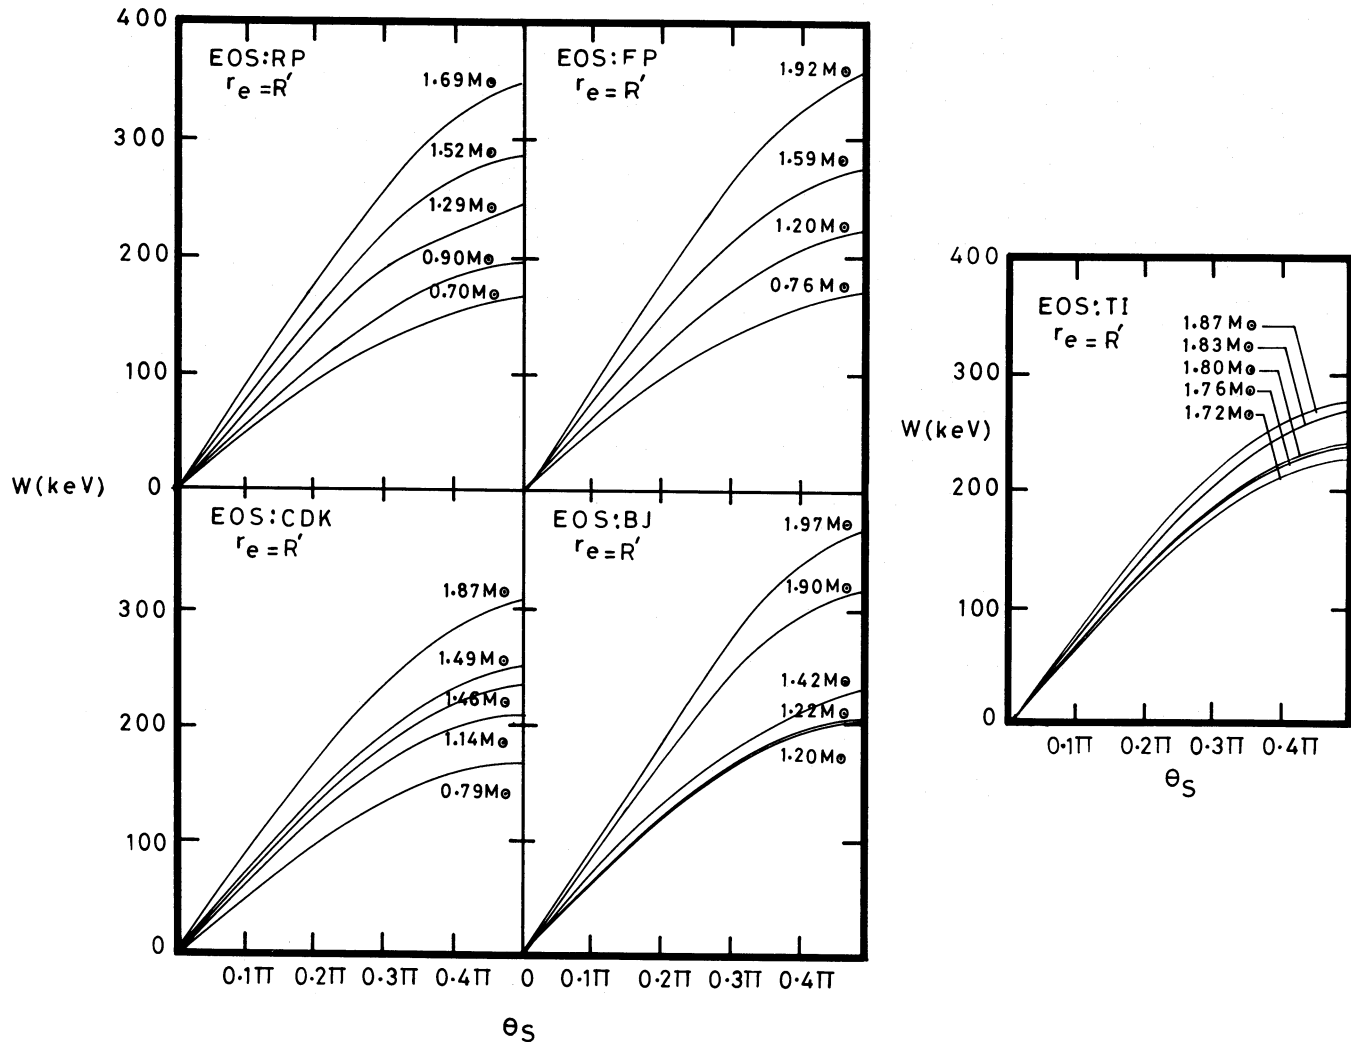 400
300
200
100
0
W(keV)
EOS:RP
re=R′
1.69M⊙
1.52M⊙
1.29M⊙
0.90M⊙
0.70M⊙
EOS:FP
re=R′
1.92M⊙
1.59M⊙
1.20M⊙
0.76M⊙
EOS:CDK
re=R′
300
200
100
0
1.87M⊙
1.49M⊙
1.46M⊙
1.14M⊙
0.79M⊙
EOS:BJ
re=R′
1.97M⊙
1.90M⊙
1.42M⊙
1.22M⊙
1.20M⊙
0.1π 0.2π 0.3π 0.4π 0 0.1π 0.2π 0.3π 0.4π
θS
400
300
W(keV)
200
100
0
EOS:TI
re=R′
1.87M⊙
1.83M⊙
1.80M⊙
1.76M⊙
1.72M⊙
0.1π 0.2π 0.3π 0.4π
θS